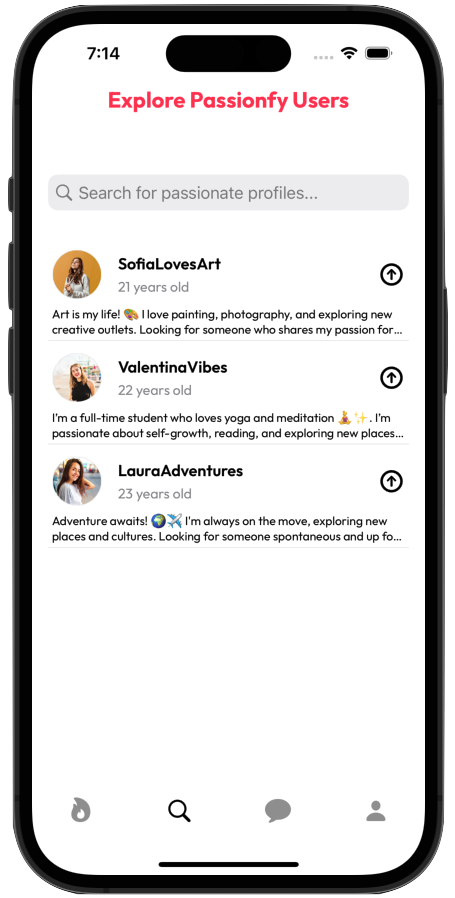 7:14
Explore Passionfy Users
Search for passionate profiles...
SofiaLovesArt
21 years old
Art is my life! 🎨 I love painting, photography, and exploring new
creative outlets. Looking for someone who shares my passion for...
ValentinaVibes
22 years old
I'm a full-time student who loves yoga and meditation 🧘‍♀️✨. I'm
passionate about self-growth, reading, and exploring new places...
LauraAdventures
23 years old
Adventure awaits! 🌍✈️ I'm always on the move, exploring new
places and cultures. Looking for someone spontaneous and up fo...